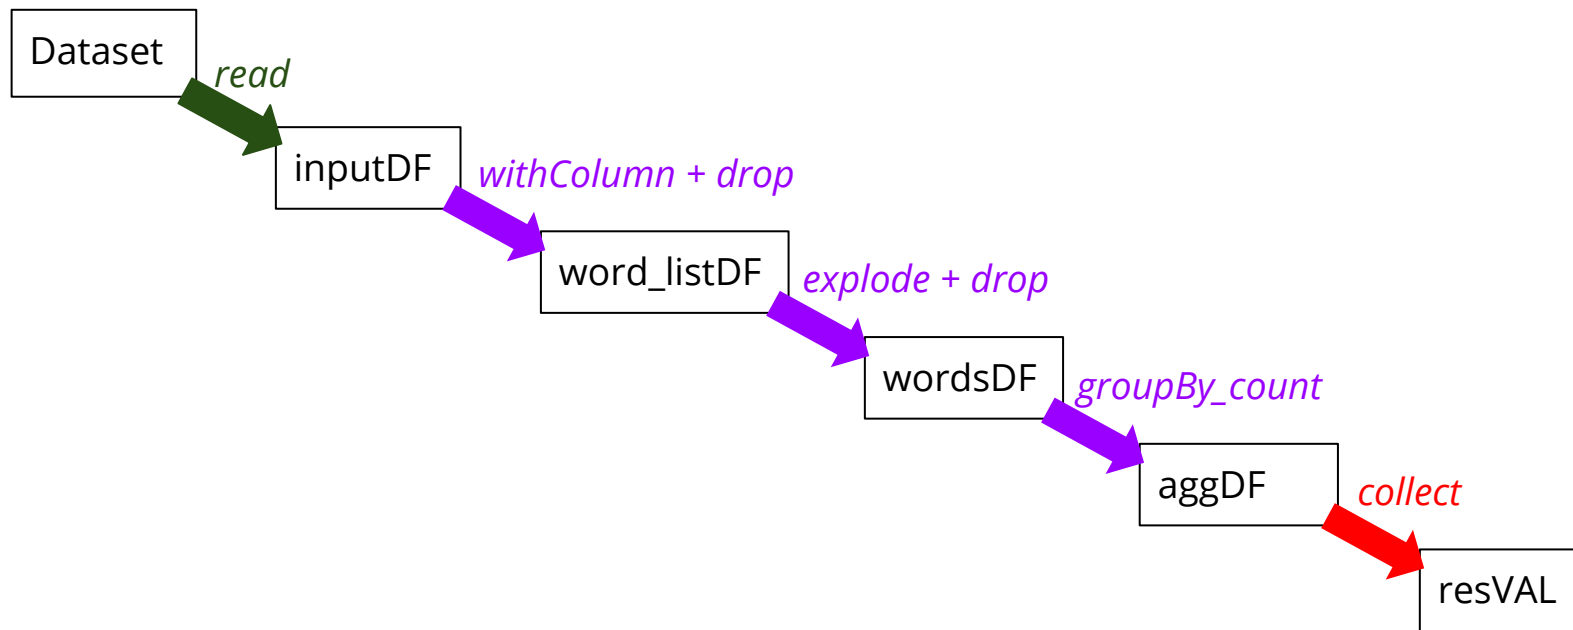 Dataset
read
inputDF
withColumn + drop
word_listDF
explode + drop
wordsDF
groupBy_count
aggDF
collect
resVAL